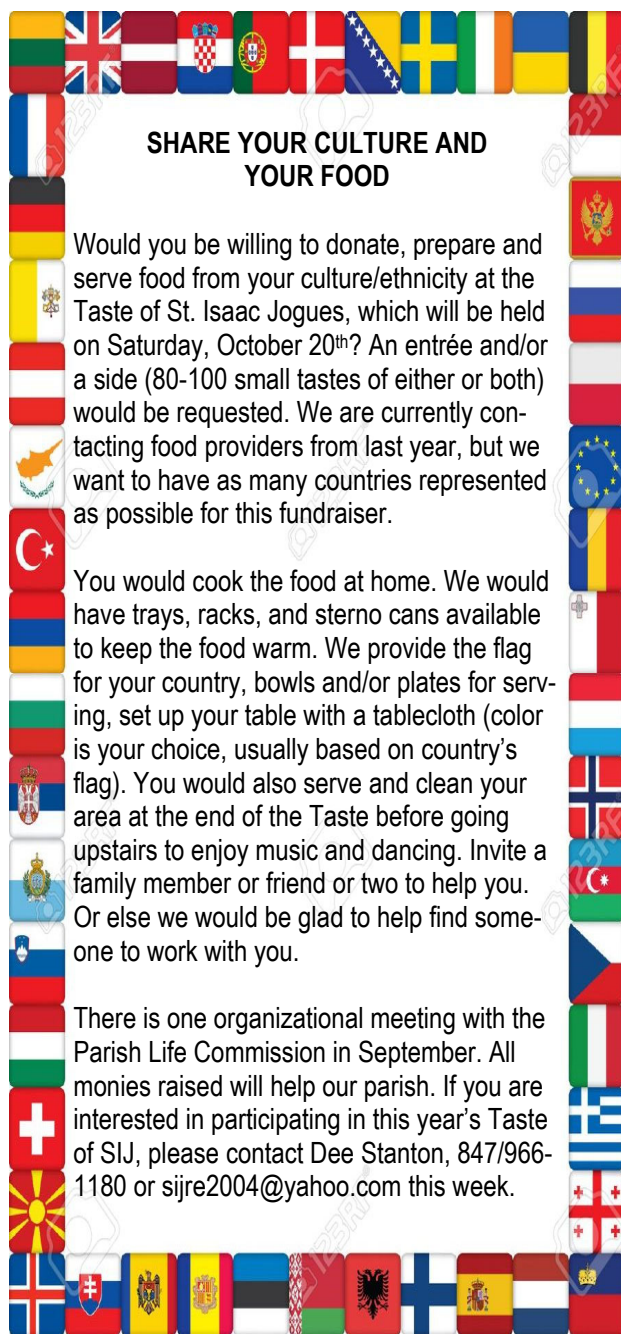 SHARE YOUR CULTURE AND
YOUR FOOD
Would you be willing to donate, prepare and
serve food from your culture/ethnicity at the
Taste of St. Isaac Jogues, which will be held
on Saturday, October 20th? An entrée and/or
a side (80-100 small tastes of either or both)
would be requested. We are currently con-
tacting food providers from last year, but we
want to have as many countries represented
as possible for this fundraiser.
You would cook the food at home. We would
have trays, racks, and sterno cans available
to keep the food warm. We provide the flag
for your country, bowls and/or plates for serv-
ing, set up your table with a tablecloth (color
is your choice, usually based on country’s
flag). You would also serve and clean your
area at the end of the Taste before going
upstairs to enjoy music and dancing. Invite a
family member or friend or two to help you.
Or else we would be glad to help find some-
one to work with you.
There is one organizational meeting with the
Parish Life Commission in September. All
monies raised will help our parish. If you are
interested in participating in this year’s Taste
of SIJ, please contact Dee Stanton, 847/966-
1180 or sijre2004@yahoo.com this week.